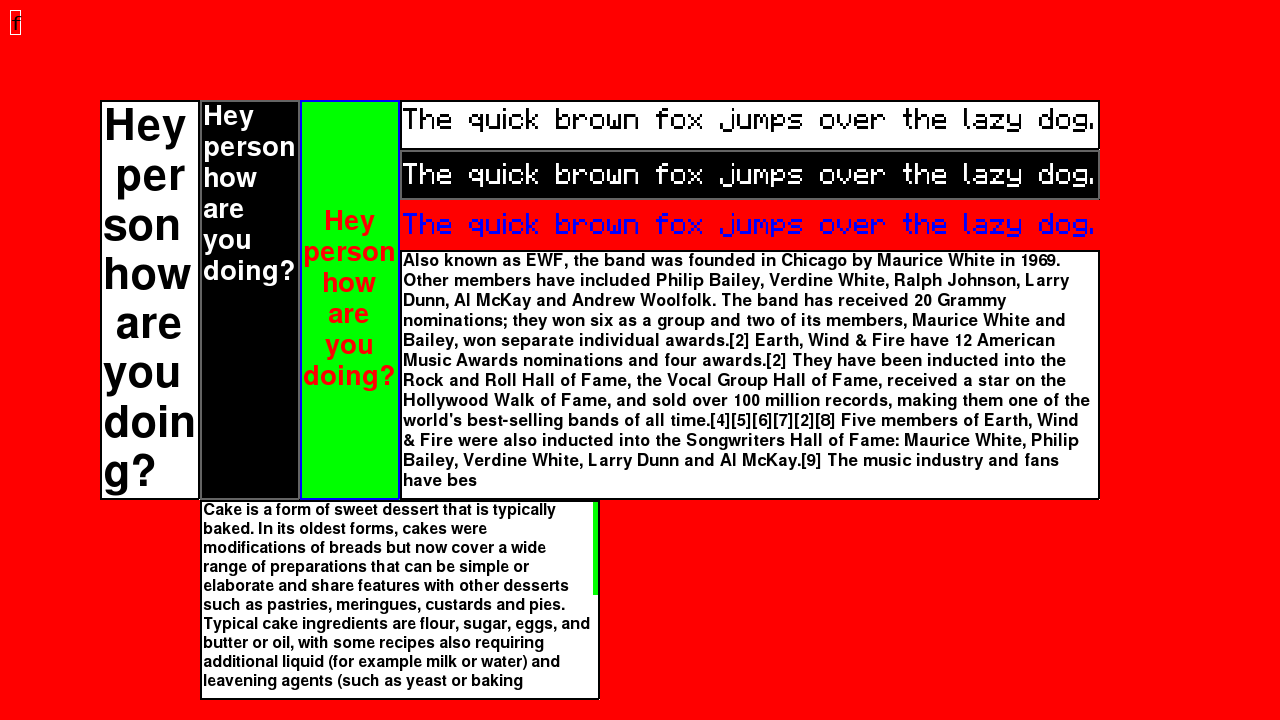 f
Hey
per
son
how
are
you
doin
g?
Hey
person
how
are
you
doing?
Hey
person
how
are
you
doing?
The quick brown fox jumps over the lazy dog.
The quick brown fox jumps over the lazy dog.
The quick brown fox jumps over the lazy dog.
Also known as EWF, the band was founded in Chicago by Maurice White in 1969.
Other members have included Philip Bailey, Verdine White, Ralph Johnson, Larry
Dunn, Al McKay and Andrew Woolfolk. The band has received 20 Grammy
nominations; they won six as a group and two of its members, Maurice White and
Bailey, won separate individual awards.[2] Earth, Wind & Fire have 12 American
Music Awards nominations and four awards.[2] They have been inducted into the
Rock and Roll Hall of Fame, the Vocal Group Hall of Fame, received a star on the
Hollywood Walk of Fame, and sold over 100 million records, making them one of the
world's best-selling bands of all time.[4][5][6][7][2][8] Five members of Earth, Wind
& Fire were also inducted into the Songwriters Hall of Fame: Maurice White, Philip
Bailey, Verdine White, Larry Dunn and Al McKay.[9] The music industry and fans
have bes
Cake is a form of sweet dessert that is typically
baked. In its oldest forms, cakes were
modifications of breads but now cover a wide
range of preparations that can be simple or
elaborate and share features with other desserts
such as pastries, meringues, custards and pies.
Typical cake ingredients are flour, sugar, eggs, and
butter or oil, with some recipes also requiring
additional liquid (for example milk or water) and
leavening agents (such as yeast or baking